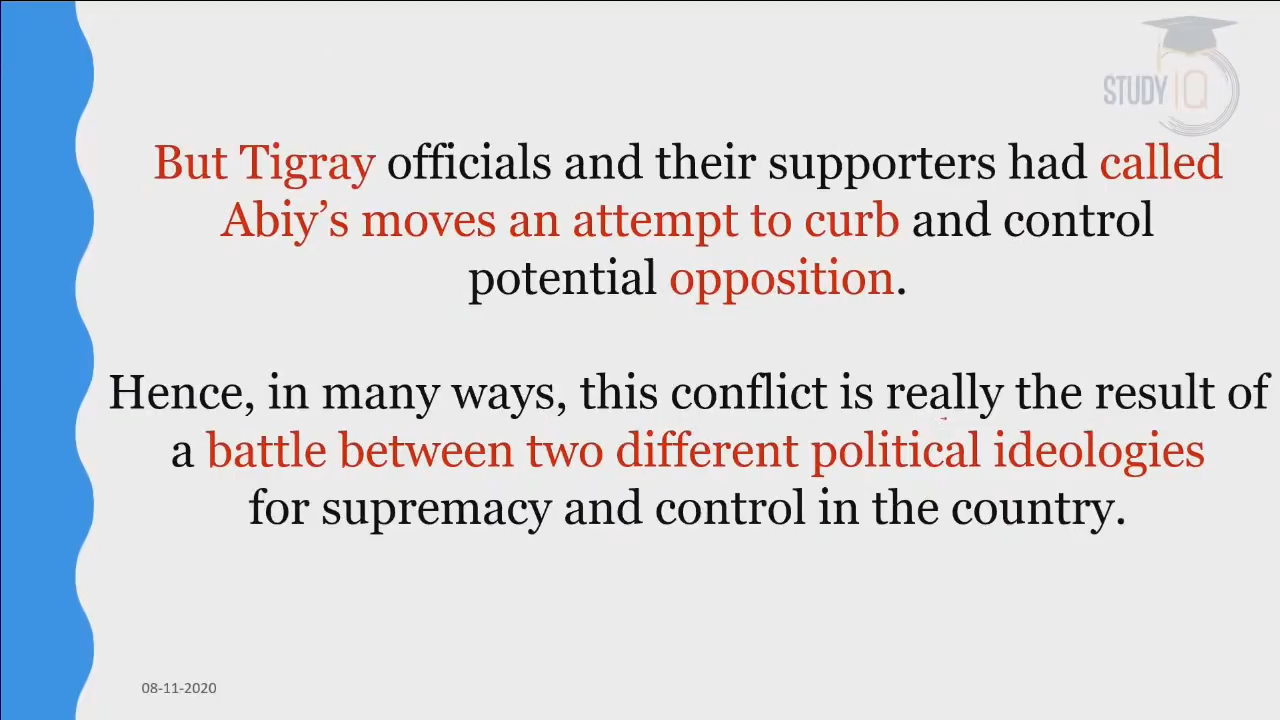 STUDY IQ
But Tigray officials and their supporters had called
Abiy’s moves an attempt to curb and control
potential opposition.
Hence, in many ways, this conflict is really the result of
a battle between two different political ideologies
for supremacy and control in the country.
08-11-2020